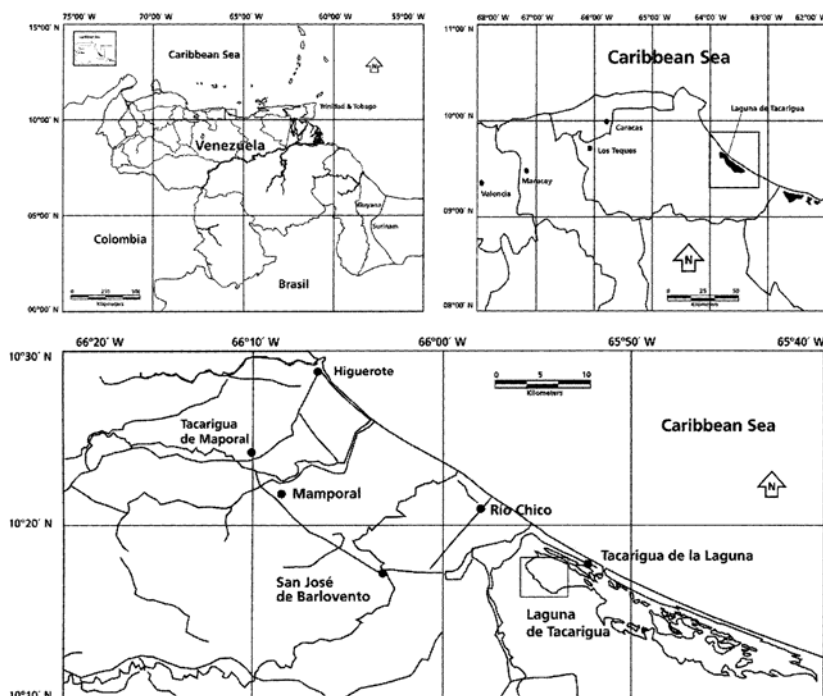 75°00' N
70°00' W
65°00' W
60°00' W
55°00' W
15°00' N
Caribbean Sea
N
Trinidad & Tobago
10°00' N
Venezuela
Guyana
05°00' N
Surinam
Colombia
Brasil
Kilometers
00°00' N
68°00' W
67°00' W
66°00' W
65°00' W
64°00' W
63°00' W
62°00' W
11°00' N
Caribbean Sea
Laguna de Tacarigua
10°00' N
Caracas
Los Teques
Maracay
Valencia
09°00' N
N
0 25 50
Kilometers
08°00' N
66°20' W
66°10' W
66°00' W
65°50' W
65°40' W
10°30' N
Higuerote
0 5 10
Kilometers
Tacarigua
de Maporal
Caribbean Sea
N
Mamporal
Río Chico
10°20' N
Tacarigua de la Laguna
San José
de Barlovento
Laguna
de Tacarigua
10°10' N